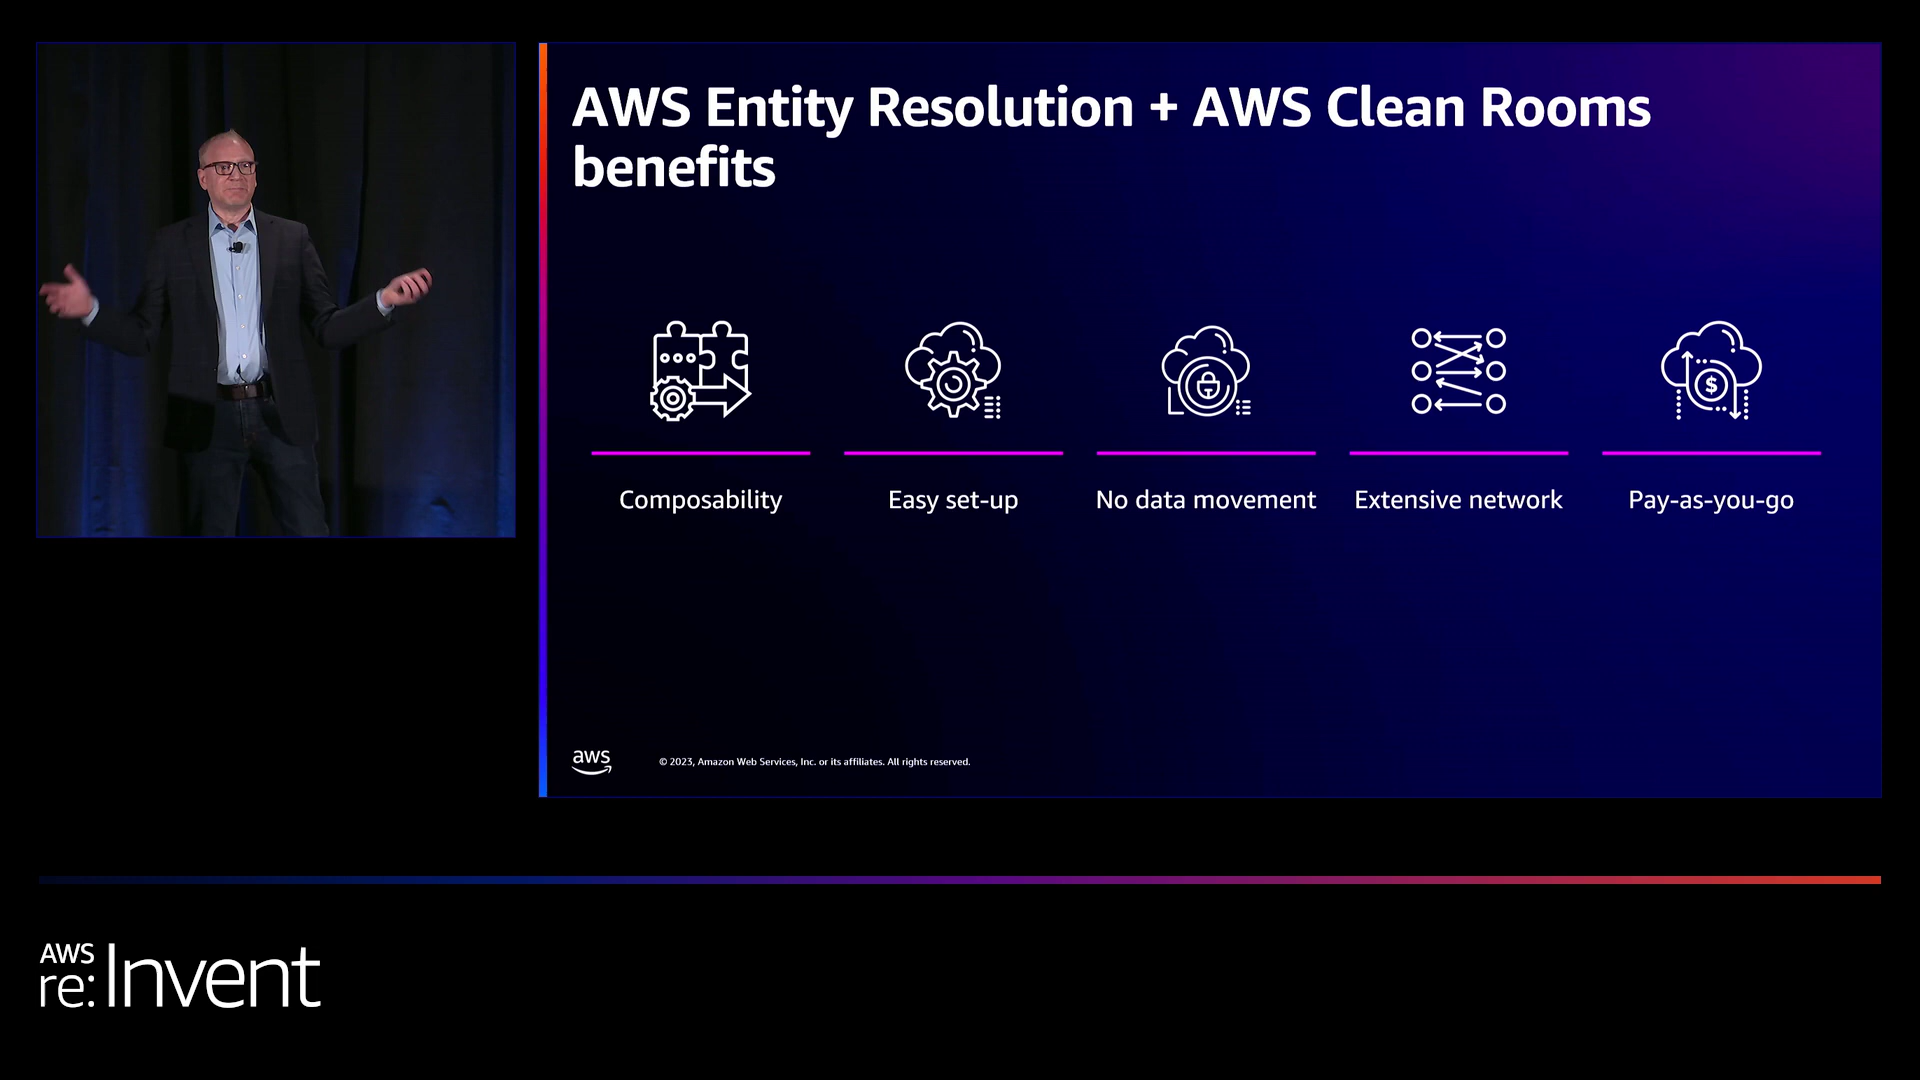 AWS Entity Resolution + AWS Clean Rooms
benefits
$
Composability
Easy set-up
No data movement
Extensive network
Pay-as-you-go
aws
© 2023, Amazon Web Services, Inc. or its affiliates. All rights reserved.
AWS
re:Invent